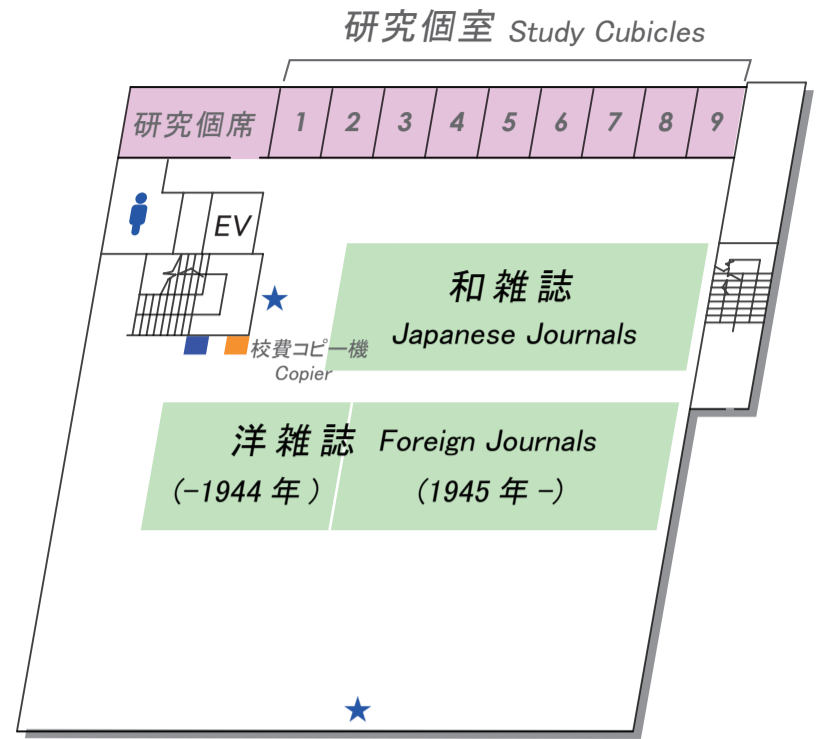 研究個室 Study Cubicles
研究個席 1 2 3 4 5 6 7 8 9
EV
和雑誌
Japanese Journals
校費コピー機
Copier
洋雑誌 Foreign Journals
(-1944 年 ) (1945 年 -)